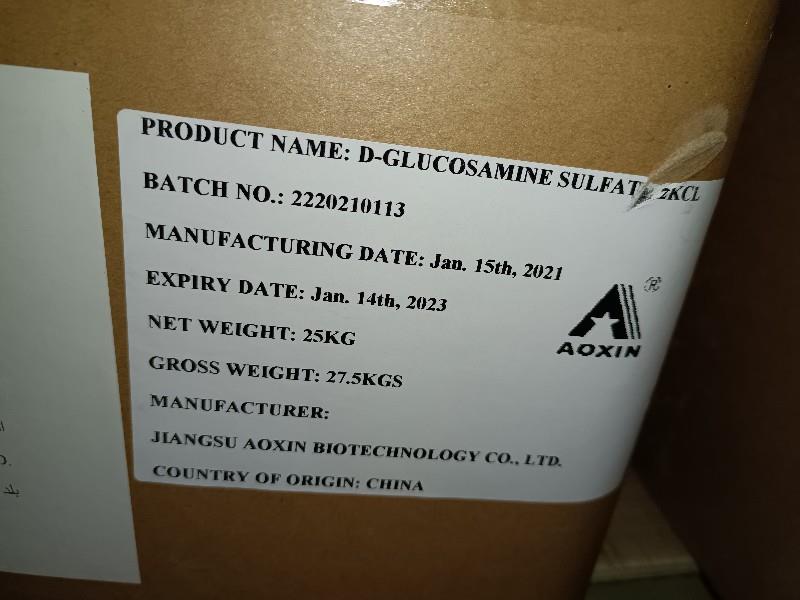 PRODUCT NAME: D-GLUCOSAMINE SULFAT 2KCL
BATCH NO.: 2220210113
MANUFACTURING DATE: Jan. 15th, 2021
EXPIRY DATE: Jan. 14th, 2023
NET WEIGHT: 25KG
GROSS WEIGHT: 27.5KGS
MANUFACTURER:
JIANGSU AOXIN BIOTECHNOLOGY CO., LTD.
COUNTRY OF ORIGIN: CHINA
®
AOXIN